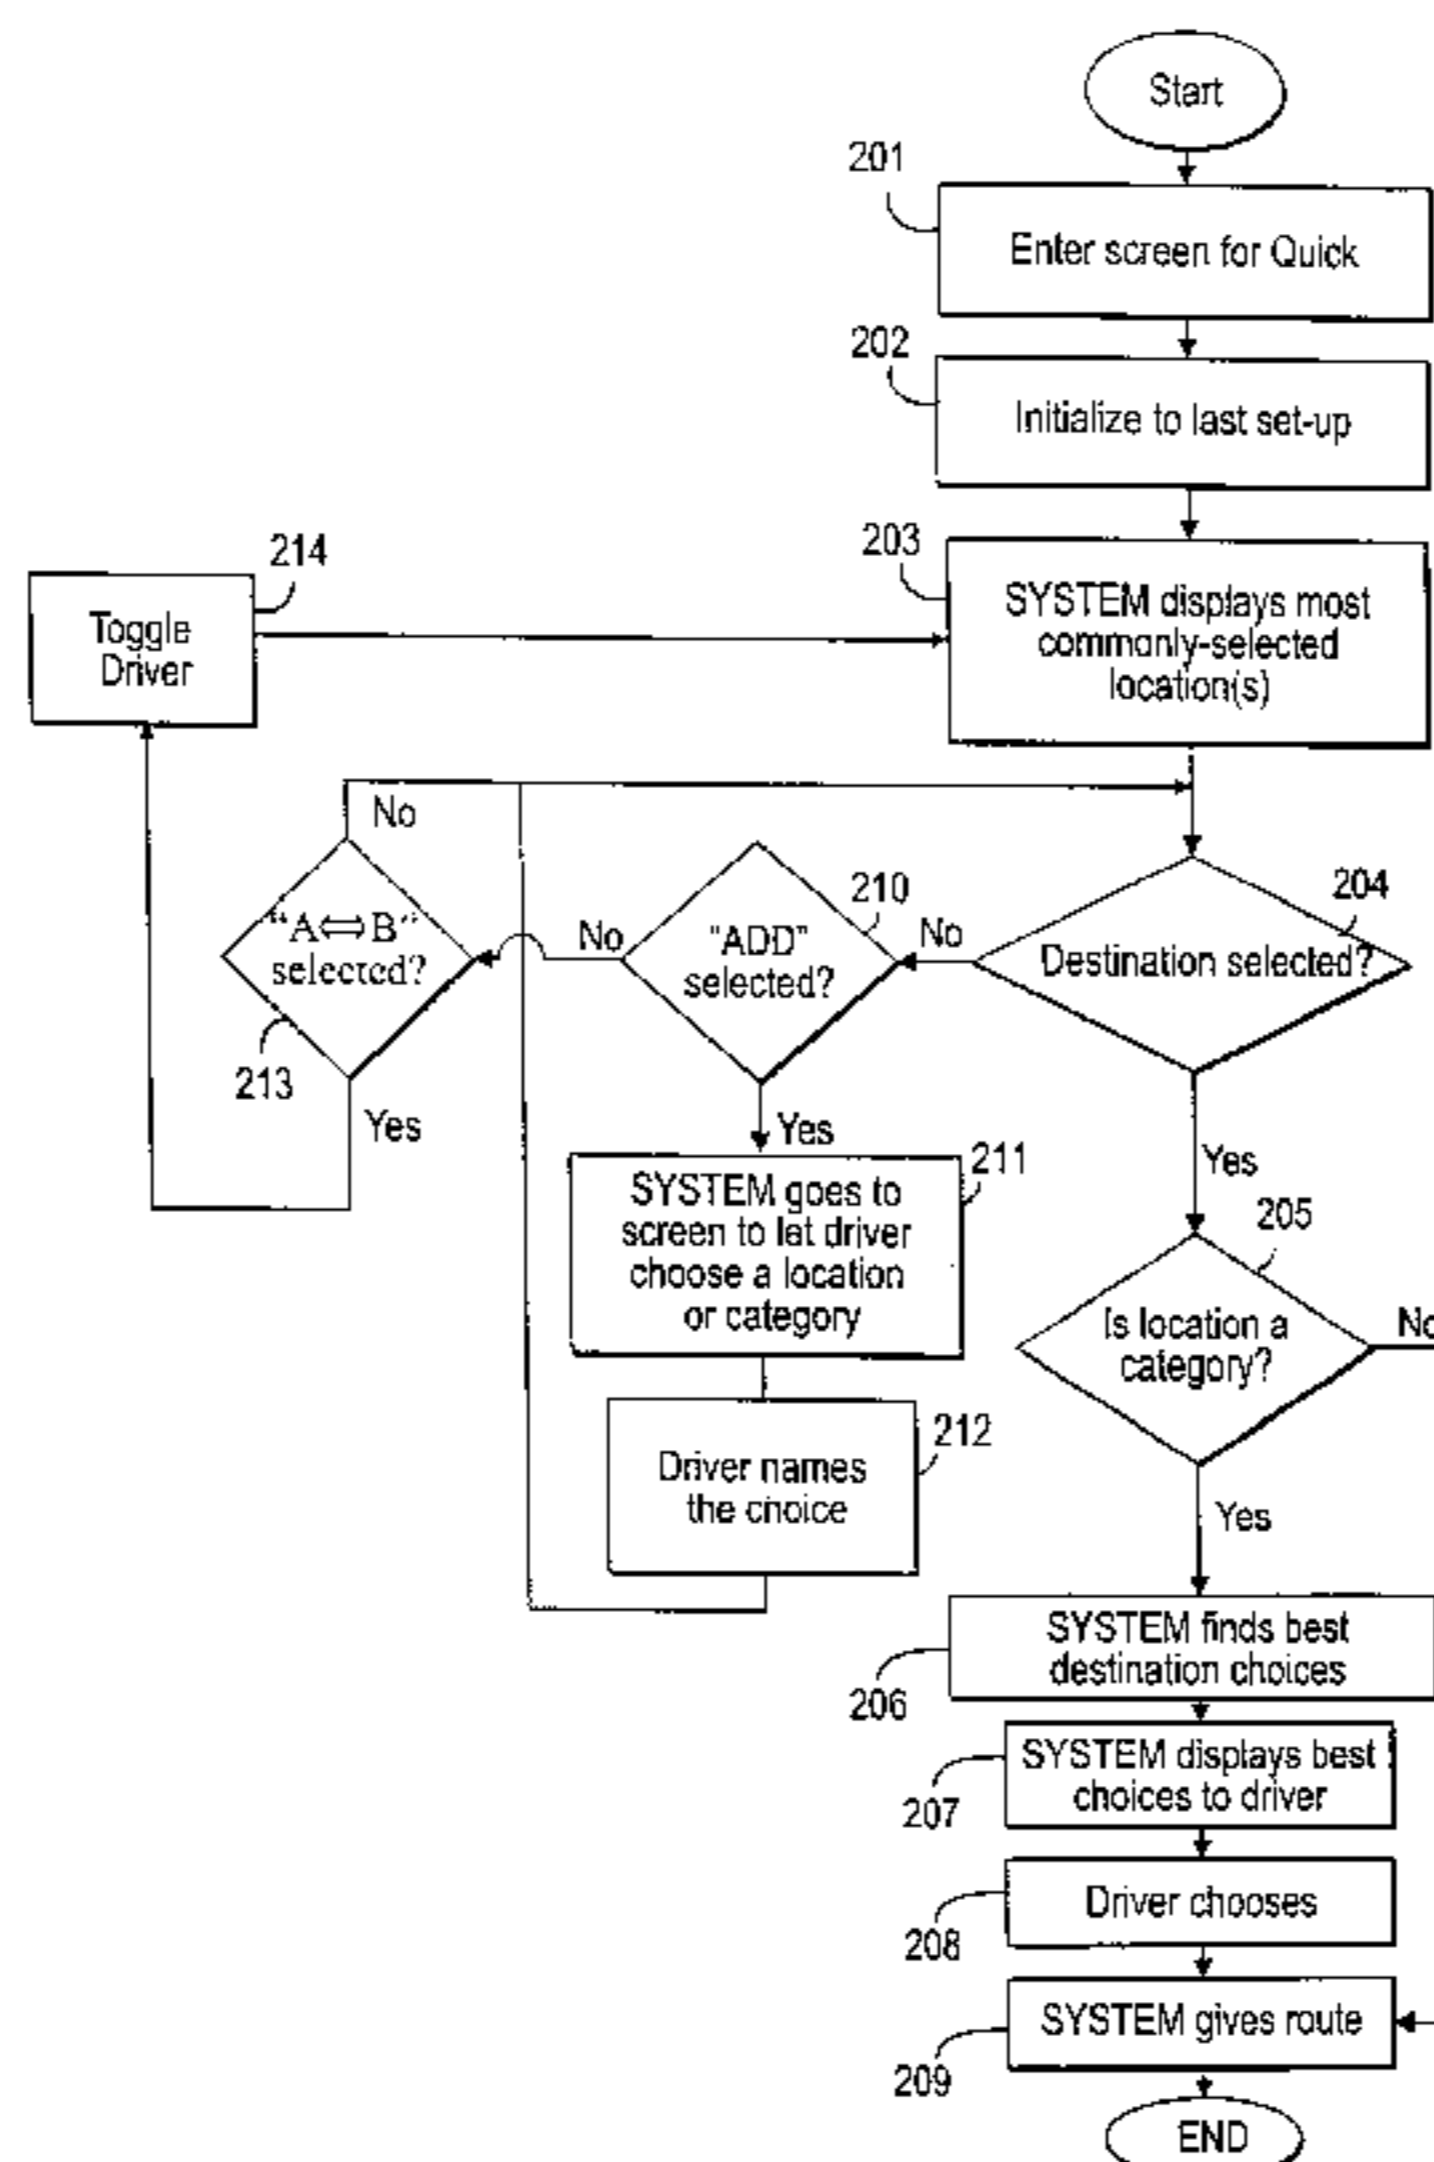 Start
201
Enter screen for Quick
202
Initialize to last set-up
203
SYSTEM displays most
commonly-selected
location(s)
214
Toggle
Driver
No
"A⇔B"
selected?
213
Yes
No
210
"ADD"
selected?
No
204
Destination selected?
Yes
211
SYSTEM goes to
screen to let driver
choose a location
or category
Yes
205
Is location a
category?
No
212
Driver names
the choice
Yes
SYSTEM finds best
destination choices
206
SYSTEM displays best
choices to driver
207
Driver chooses
208
SYSTEM gives route
209
END